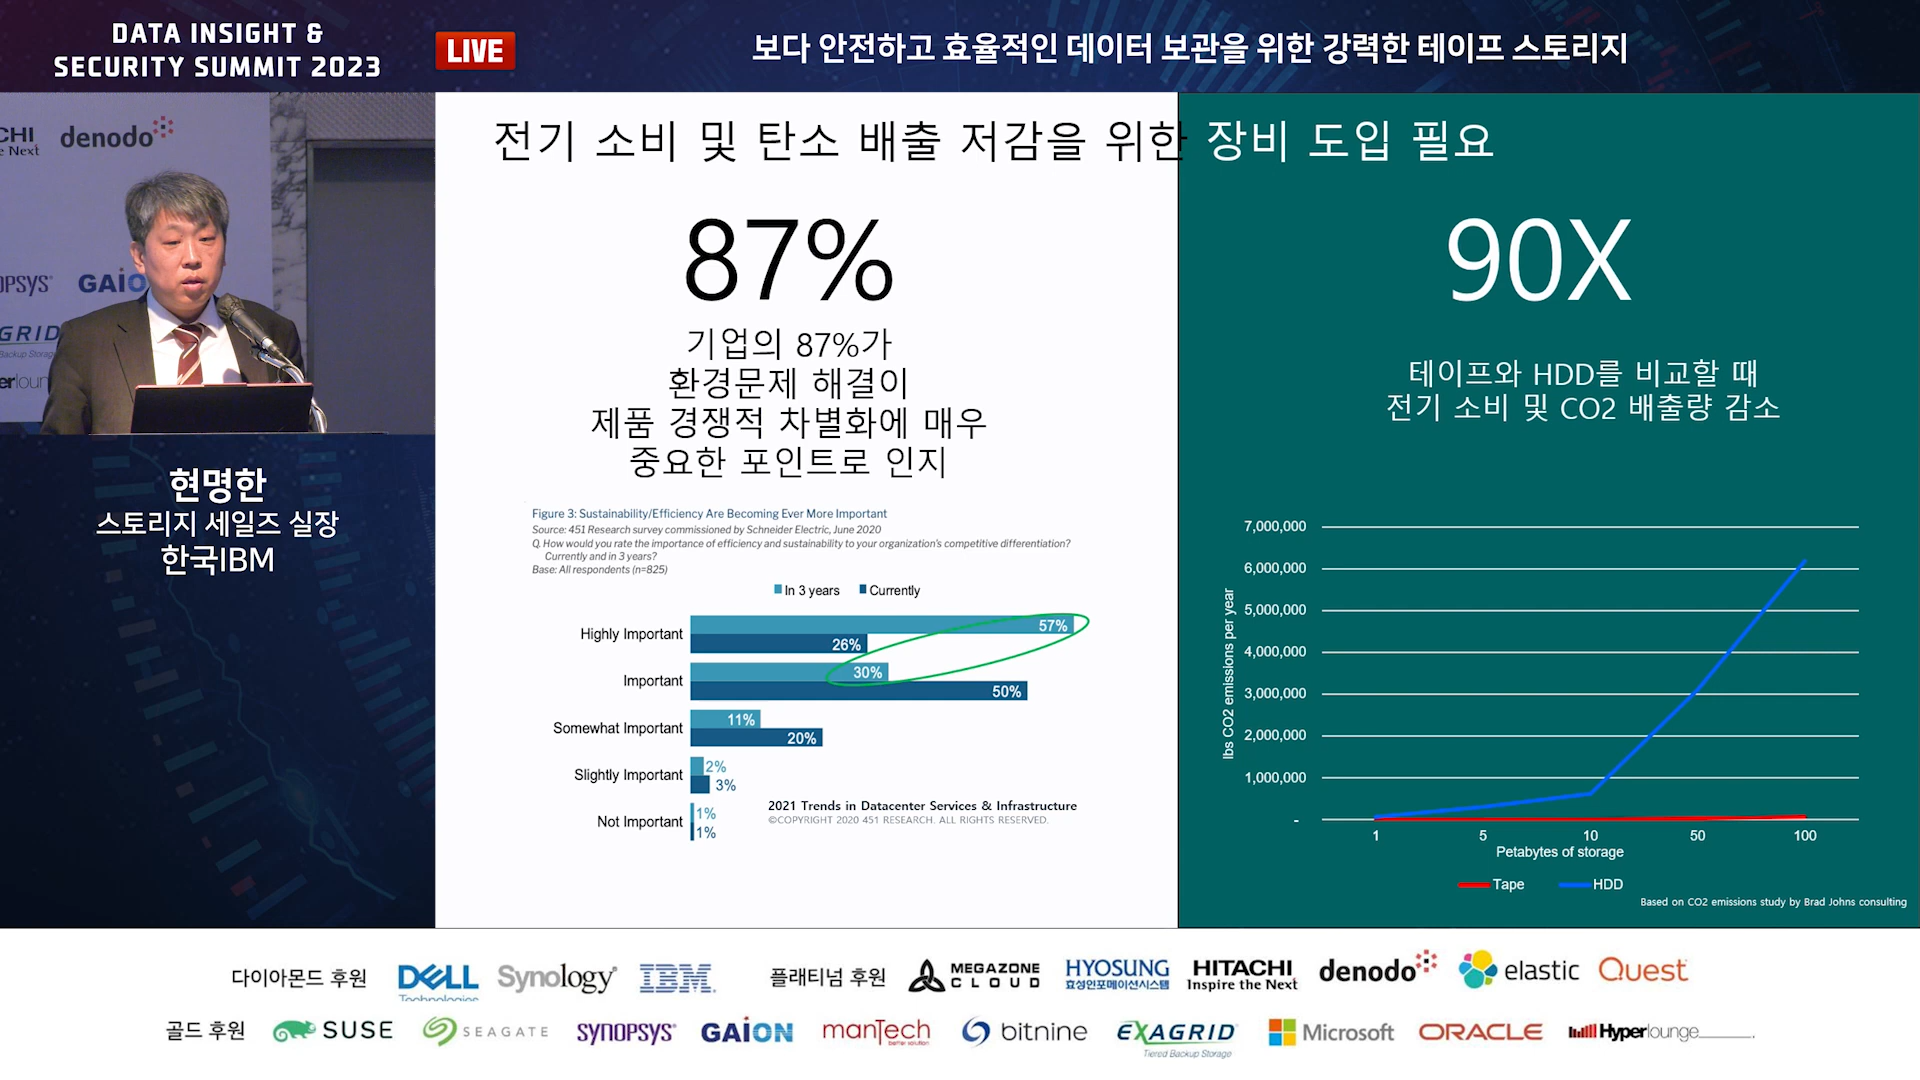 DATA INSIGHT &
SECURITY SUMMIT 2023
LIVE
보다 안전하고 효율적인 데이터 보관을 위한 강력한 테이프 스토리지
CHI
e Next
denodo
OPSYS
GAION
GRID
Backup Storage
erloun
현명한
스토리지 세일즈 실장
한국IBM
전기 소비 및 탄소 배출 저감을 위한 장비 도입 필요
87%
기업의 87%가
환경문제 해결이
제품 경쟁적 차별화에 매우
중요한 포인트로 인지
Figure 3: Sustainability/Efficiency Are Becoming Ever More Important
Source: 451 Research survey commissioned by Schneider Electric, June 2020
Q. How would you rate the importance of efficiency and sustainability to your organization's competitive differentiation?
Currently and in 3 years?
Base: All respondents (n=825)
In 3 years Currently
Highly Important 57%
26%
Important 30%
50%
Somewhat Important 11%
20%
Slightly Important 2%
3%
Not Important 1%
1%
2021 Trends in Datacenter Services & Infrastructure
©COPYRIGHT 2020 451 RESEARCH. ALL RIGHTS RESERVED.
90X
테이프와 HDD를 비교할 때
전기 소비 및 CO2 배출량 감소
lbs CO2 emissions per year
7,000,000
6,000,000
5,000,000
4,000,000
3,000,000
2,000,000
1,000,000
-
1 5 10 50 100
Petabytes of storage
Tape HDD
Based on CO2 emissions study by Brad Johns consulting
다이아몬드 후원 DELL Technologies Synology IBM 플래티넘 후원 MEGAZONE CLOUD HYOSUNG 효성인포메이션시스템 HITACHI Inspire the Next denodo elastic Quest
골드 후원 SUSE SEAGATE SYNOPSYS GAION manTech better solution bitnine EXAGRID Tiered Backup Storage Microsoft ORACLE Hyperlounge